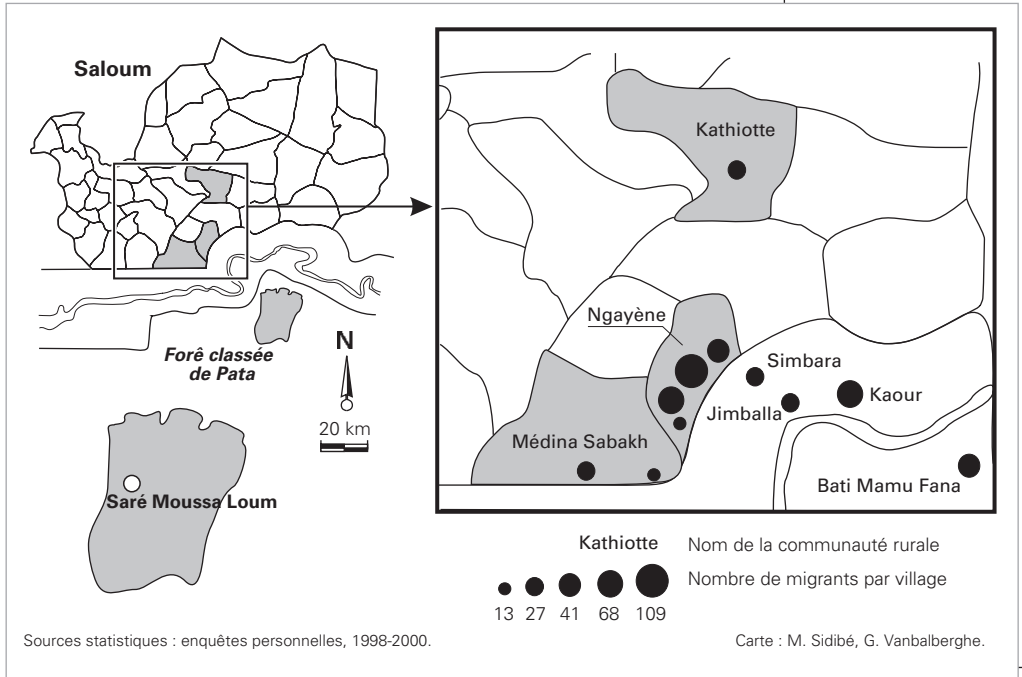 Saloum
Forê classée
de Pata
N
20 km
Saré Moussa Loum
Kathiotte
Ngayène
Simbara
Jimballa
Kaour
Médina Sabakh
Bati Mamu Fana
Kathiotte Nom de la communauté rurale
Nombre de migrants par village
13 27 41 68 109
Sources statistiques : enquêtes personnelles, 1998-2000.
Carte : M. Sidibé, G. Vanbalberghe.